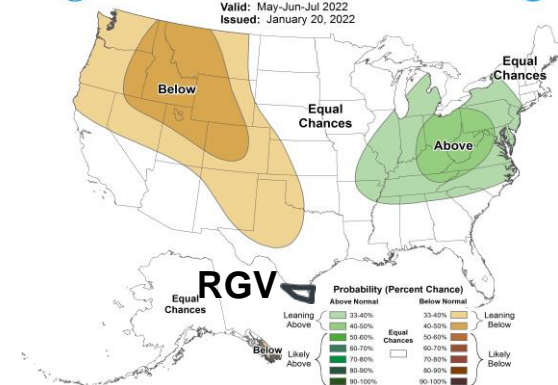 Valid: May-Jun-Jul 2022
Issued: January 20, 2022
Equal
Chances
Below
Equal
Chances
Above
RGV
Equal
Chances
Below
Probability (Percent Chance)
Above Normal
Below Normal
Leaning
Above
33-40%
40-50%
Likely
Above
50-60%
60-70%
70-80%
80-90%
90-100%
Equal
Chances
33-40%
40-50%
Leaning
Below
50-60%
60-70%
70-80%
80-90%
90-100%
Likely
Below